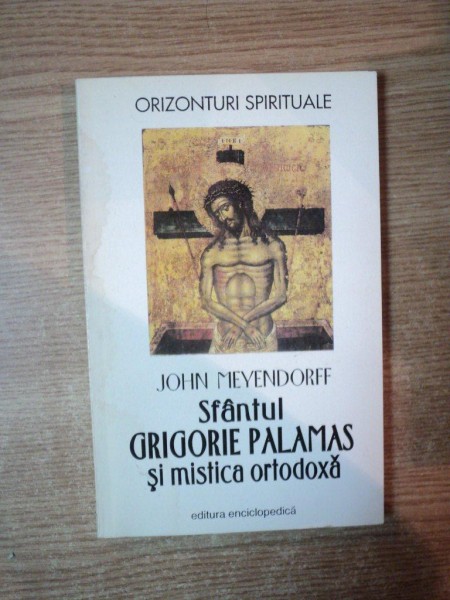 ORIZONTURI SPIRITUALE
JOHN MEYENDORFF
Sfântul
GRIGORIE PALAMAS
şi mistica ortodoxă
editura enciclopedică